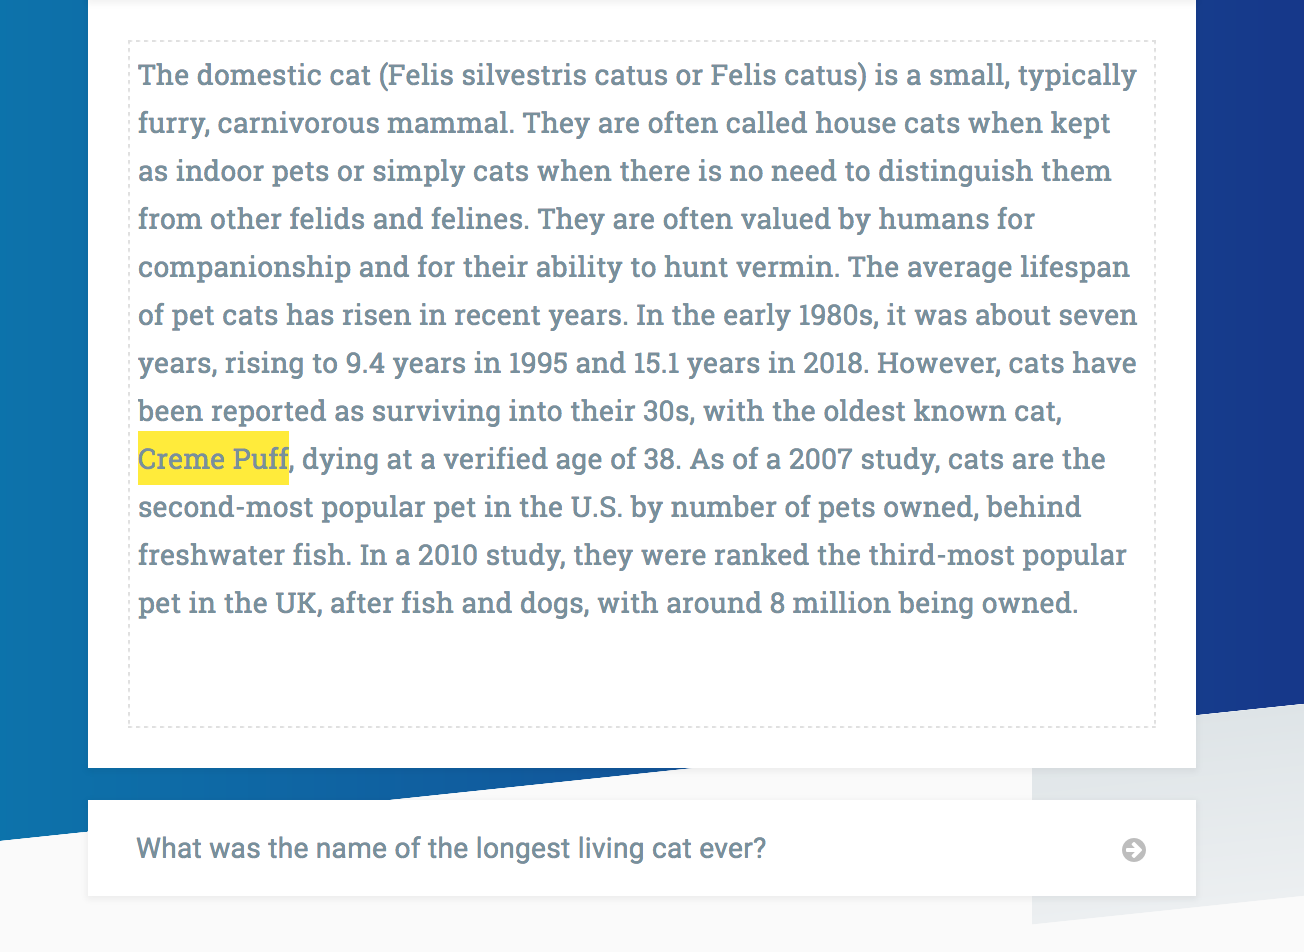 The domestic cat (Felis silvestris catus or Felis catus) is a small, typically
furry, carnivorous mammal. They are often called house cats when kept
as indoor pets or simply cats when there is no need to distinguish them
from other felids and felines. They are often valued by humans for
companionship and for their ability to hunt vermin. The average lifespan
of pet cats has risen in recent years. In the early 1980s, it was about seven
years, rising to 9.4 years in 1995 and 15.1 years in 2018. However, cats have
been reported as surviving into their 30s, with the oldest known cat,
Creme Puff, dying at a verified age of 38. As of a 2007 study, cats are the
second-most popular pet in the U.S. by number of pets owned, behind
freshwater fish. In a 2010 study, they were ranked the third-most popular
pet in the UK, after fish and dogs, with around 8 million being owned.
What was the name of the longest living cat ever?